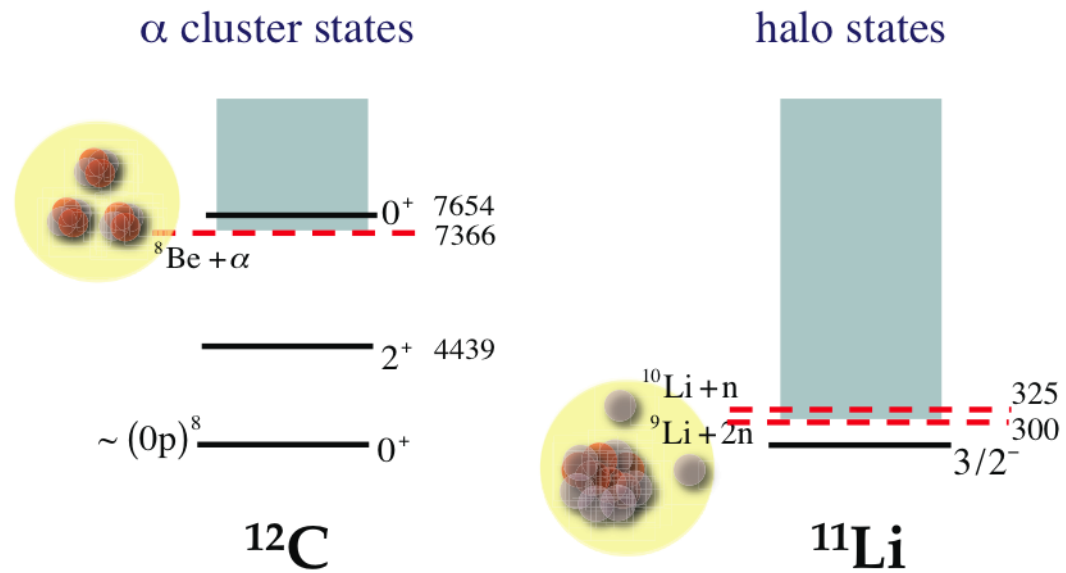 α cluster states
0⁺ 7654
7366
⁸Be + α
2⁺ 4439
~ (0p)⁸
0⁺
¹²C
halo states
¹⁰Li + n
325
⁹Li + 2n
300
3/2⁻
¹¹Li